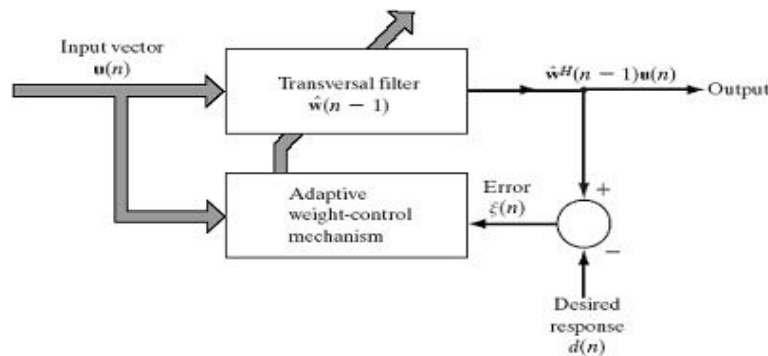 Input vector
u(n)
Transversal filter
ŵ(n − 1)
ŵᴴ(n − 1)u(n)
Output
Adaptive
weight-control
mechanism
Error
ξ(n)
+
−
Desired
response
d(n)